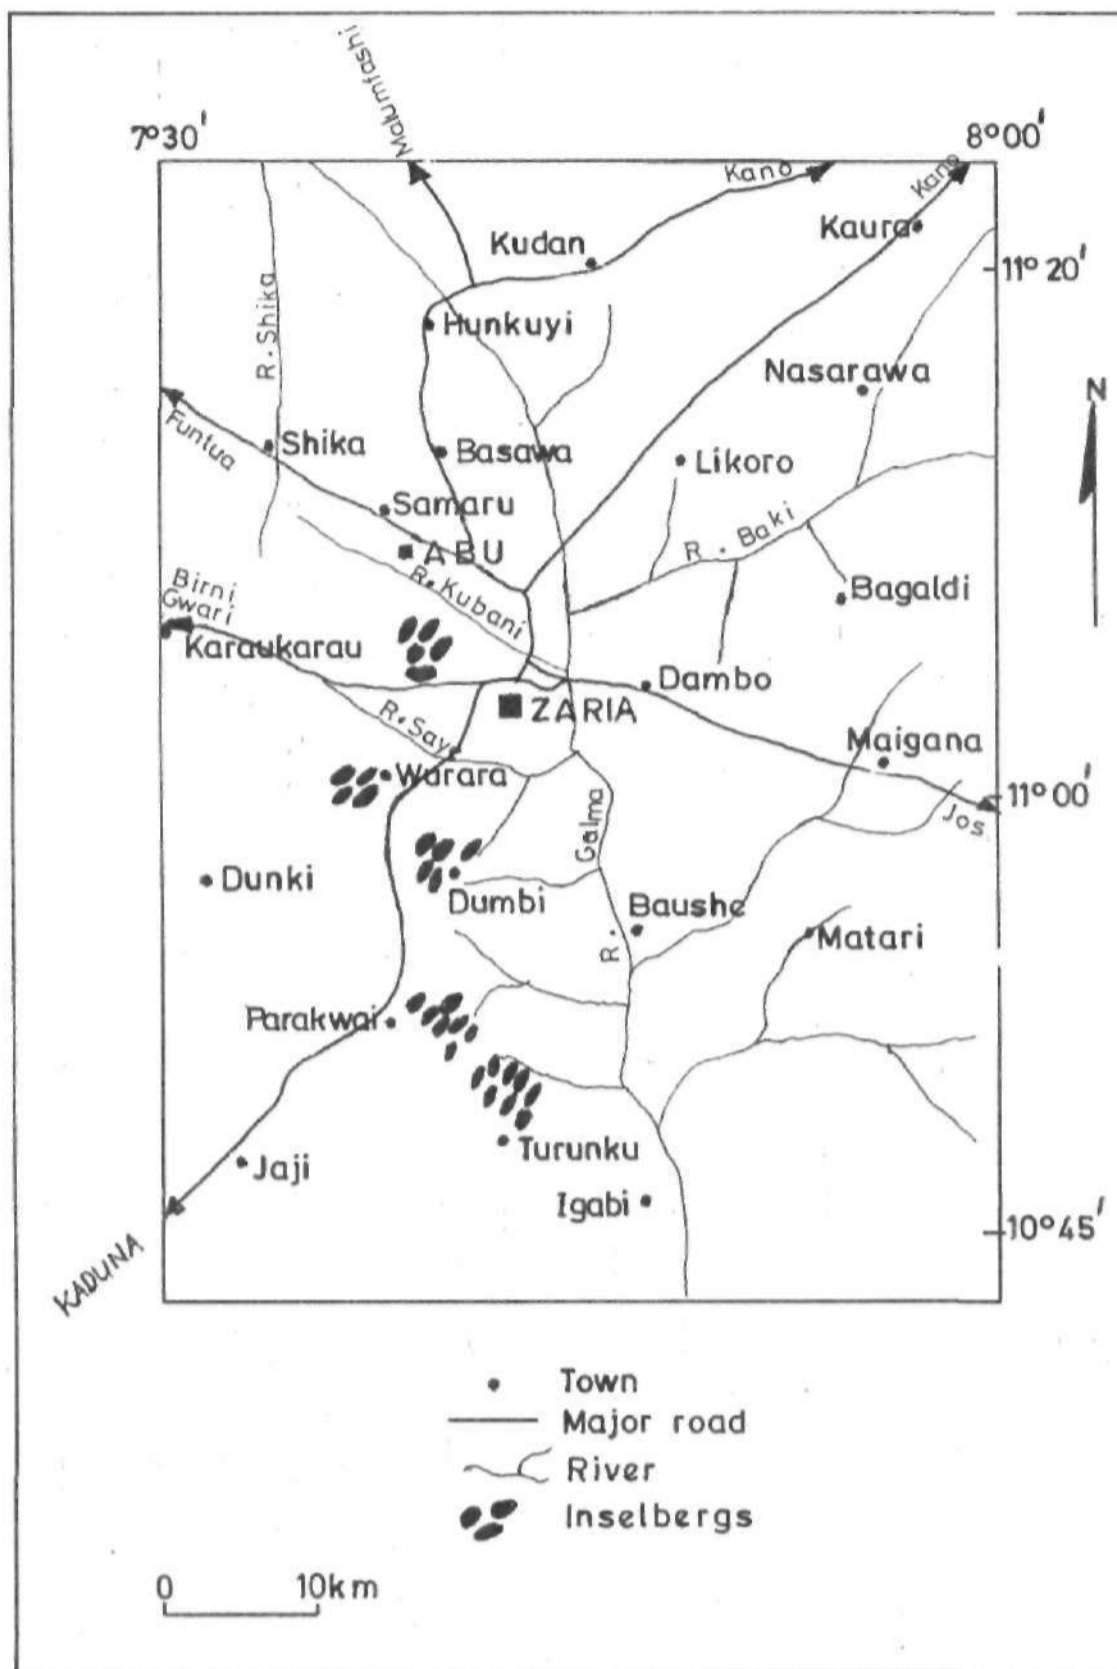 Malumfashi
7°30'
8°00'
Kano
Kano
Kaura
Kudan
11°20'
R. Shika
Hunkuyi
Nasarawa
N
Funtua
Shika
Basawa
Likoro
Samaru
R. Baki
ABU
R. Kubani
Birni
Gwari
Bagaldi
Karaukarau
Dambo
ZARIA
R. Saye
Maigana
Wurara
11°00'
Jos
Galma
R.
Dunki
Dumbi
Baushe
Matari
Parakwai
Turunku
Jaji
Igabi
10°45'
KADUNA
Town
Major road
River
Inselbergs
0 10km